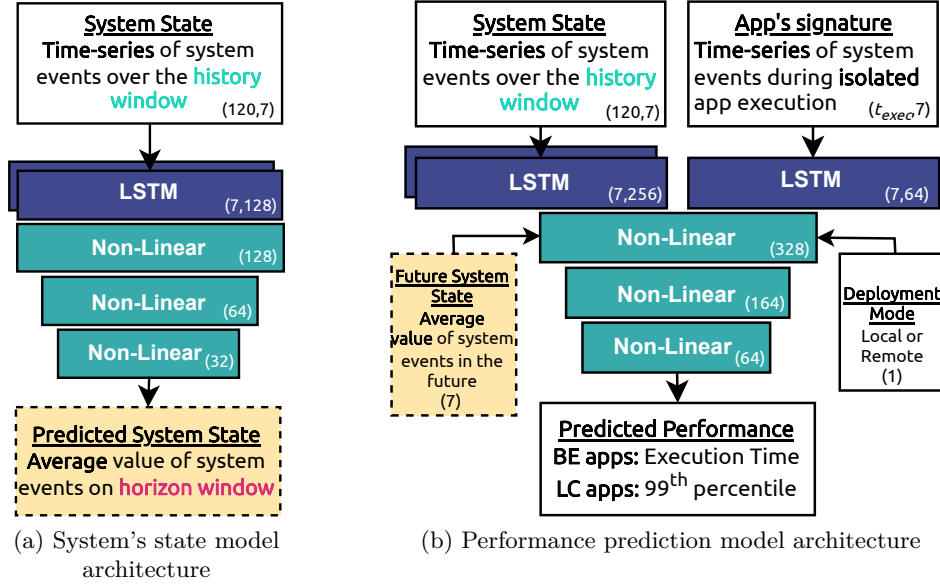 System State
Time-series of system
events over the history
window
(120,7)
LSTM
(7,128)
Non-Linear
(128)
Non-Linear
(64)
Non-Linear
(32)
Predicted System State
Average value of system
events on horizon window
(a) System's state model
architecture
System State
Time-series of system
events over the history
window
(120,7)
App's signature
Time-series of system
events during isolated
app execution
(t_exec,7)
LSTM
(7,256)
LSTM
(7,64)
Non-Linear
(328)
Future System
State
Average
value of system
events in the
future
(7)
Non-Linear
(164)
Non-Linear
(64)
Deployment
Mode
Local or
Remote
(1)
Predicted Performance
BE apps: Execution Time
LC apps: 99th percentile
(b) Performance prediction model architecture